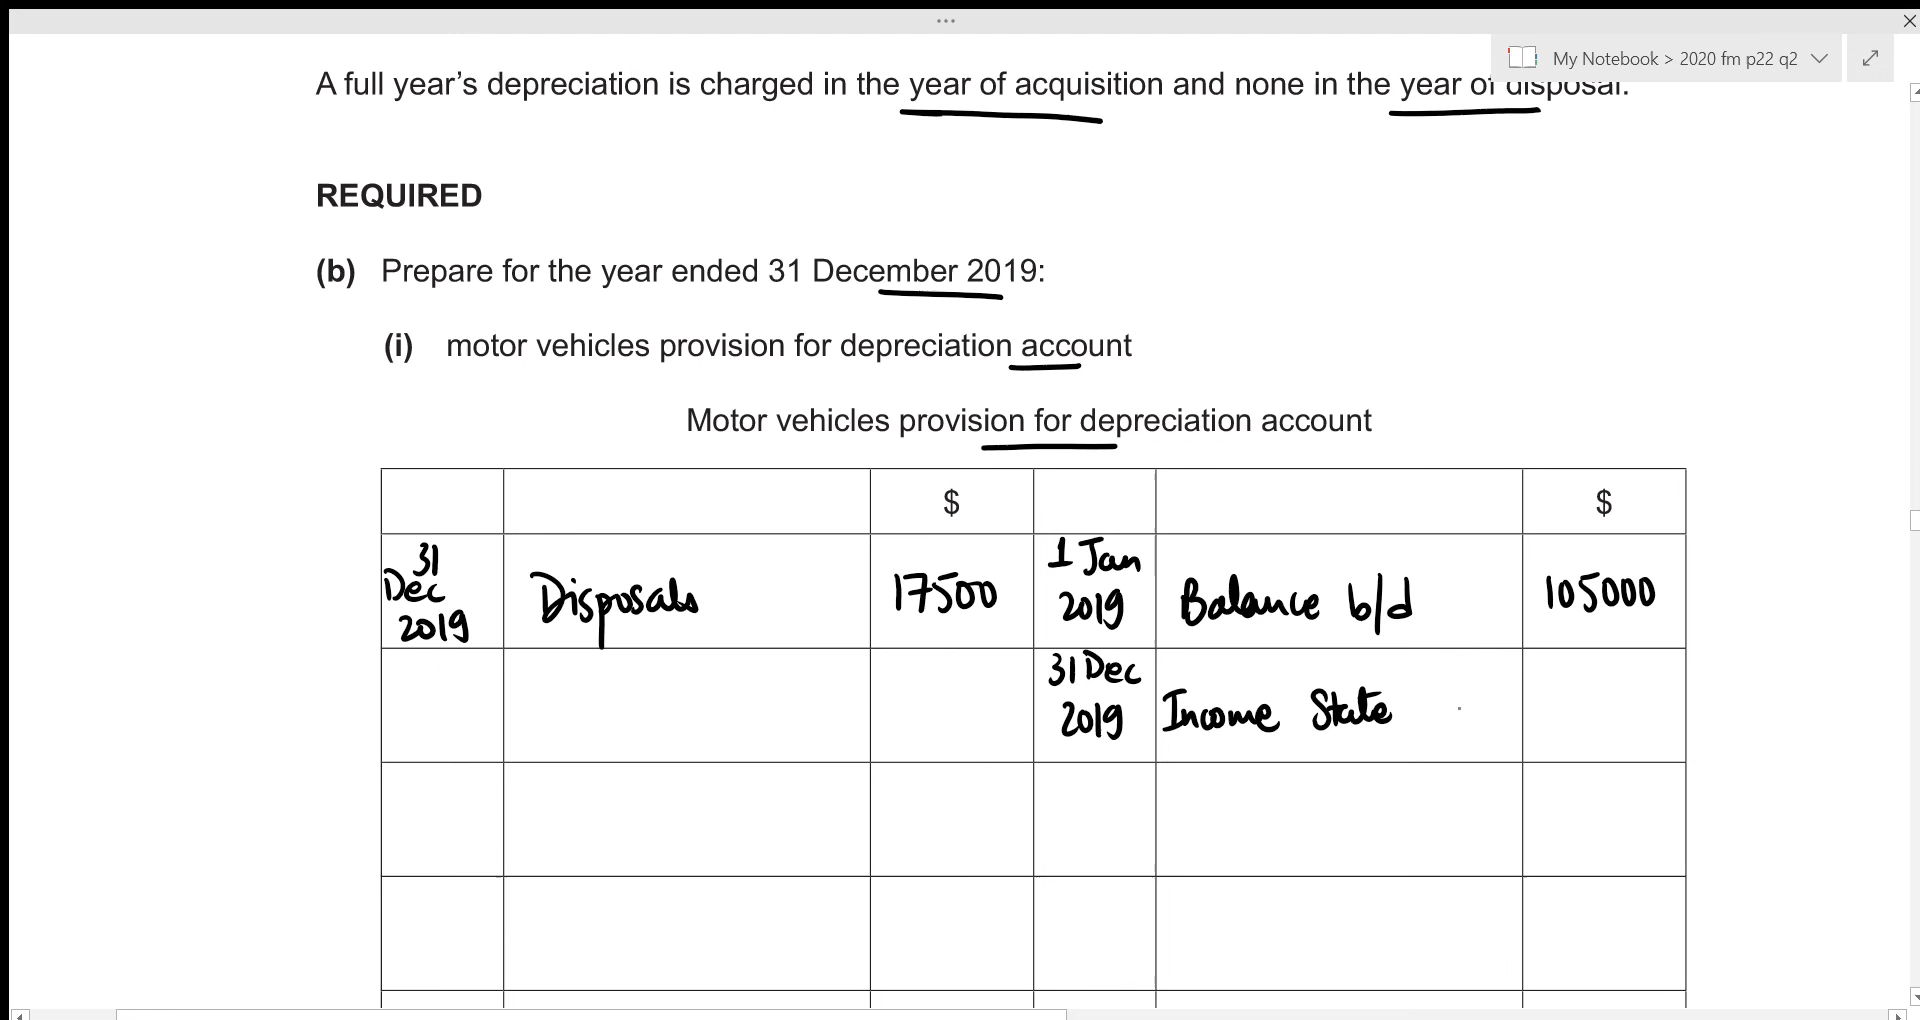 My Notebook > 2020 fm p22 q2
A full year’s depreciation is charged in the year of acquisition and none in the year of disposal.
REQUIRED
(b) Prepare for the year ended 31 December 2019:
(i) motor vehicles provision for depreciation account
Motor vehicles provision for depreciation account
$ $
31 Dec 2019 Disposals 17500 1 Jan 2019 Balance b/d 105000
31 Dec 2019 Income State